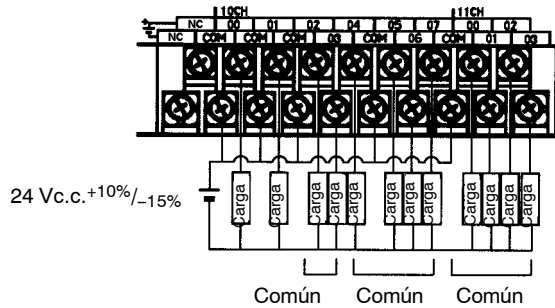 10CH 11CH
NC 00 01 02 04 05 07 00 02
NC COM COM COM 03 COM 06 COM 01 03
24 Vc.c.+10%/−15%
Carga Carga Carga Carga Carga Carga Carga Carga Carga Carga Carga Carga
Común Común Común